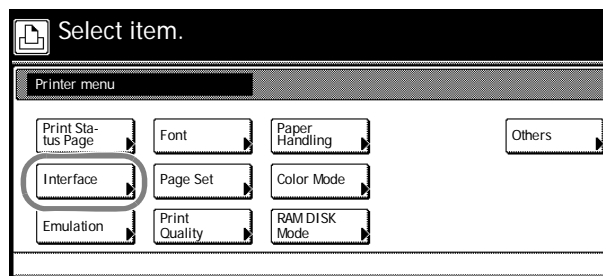 Select item.
Printer menu
Print Sta-
tus Page
Font
Paper
Handling
Others
Interface
Page Set
Color Mode
Emulation
Print
Quality
RAM DISK
Mode